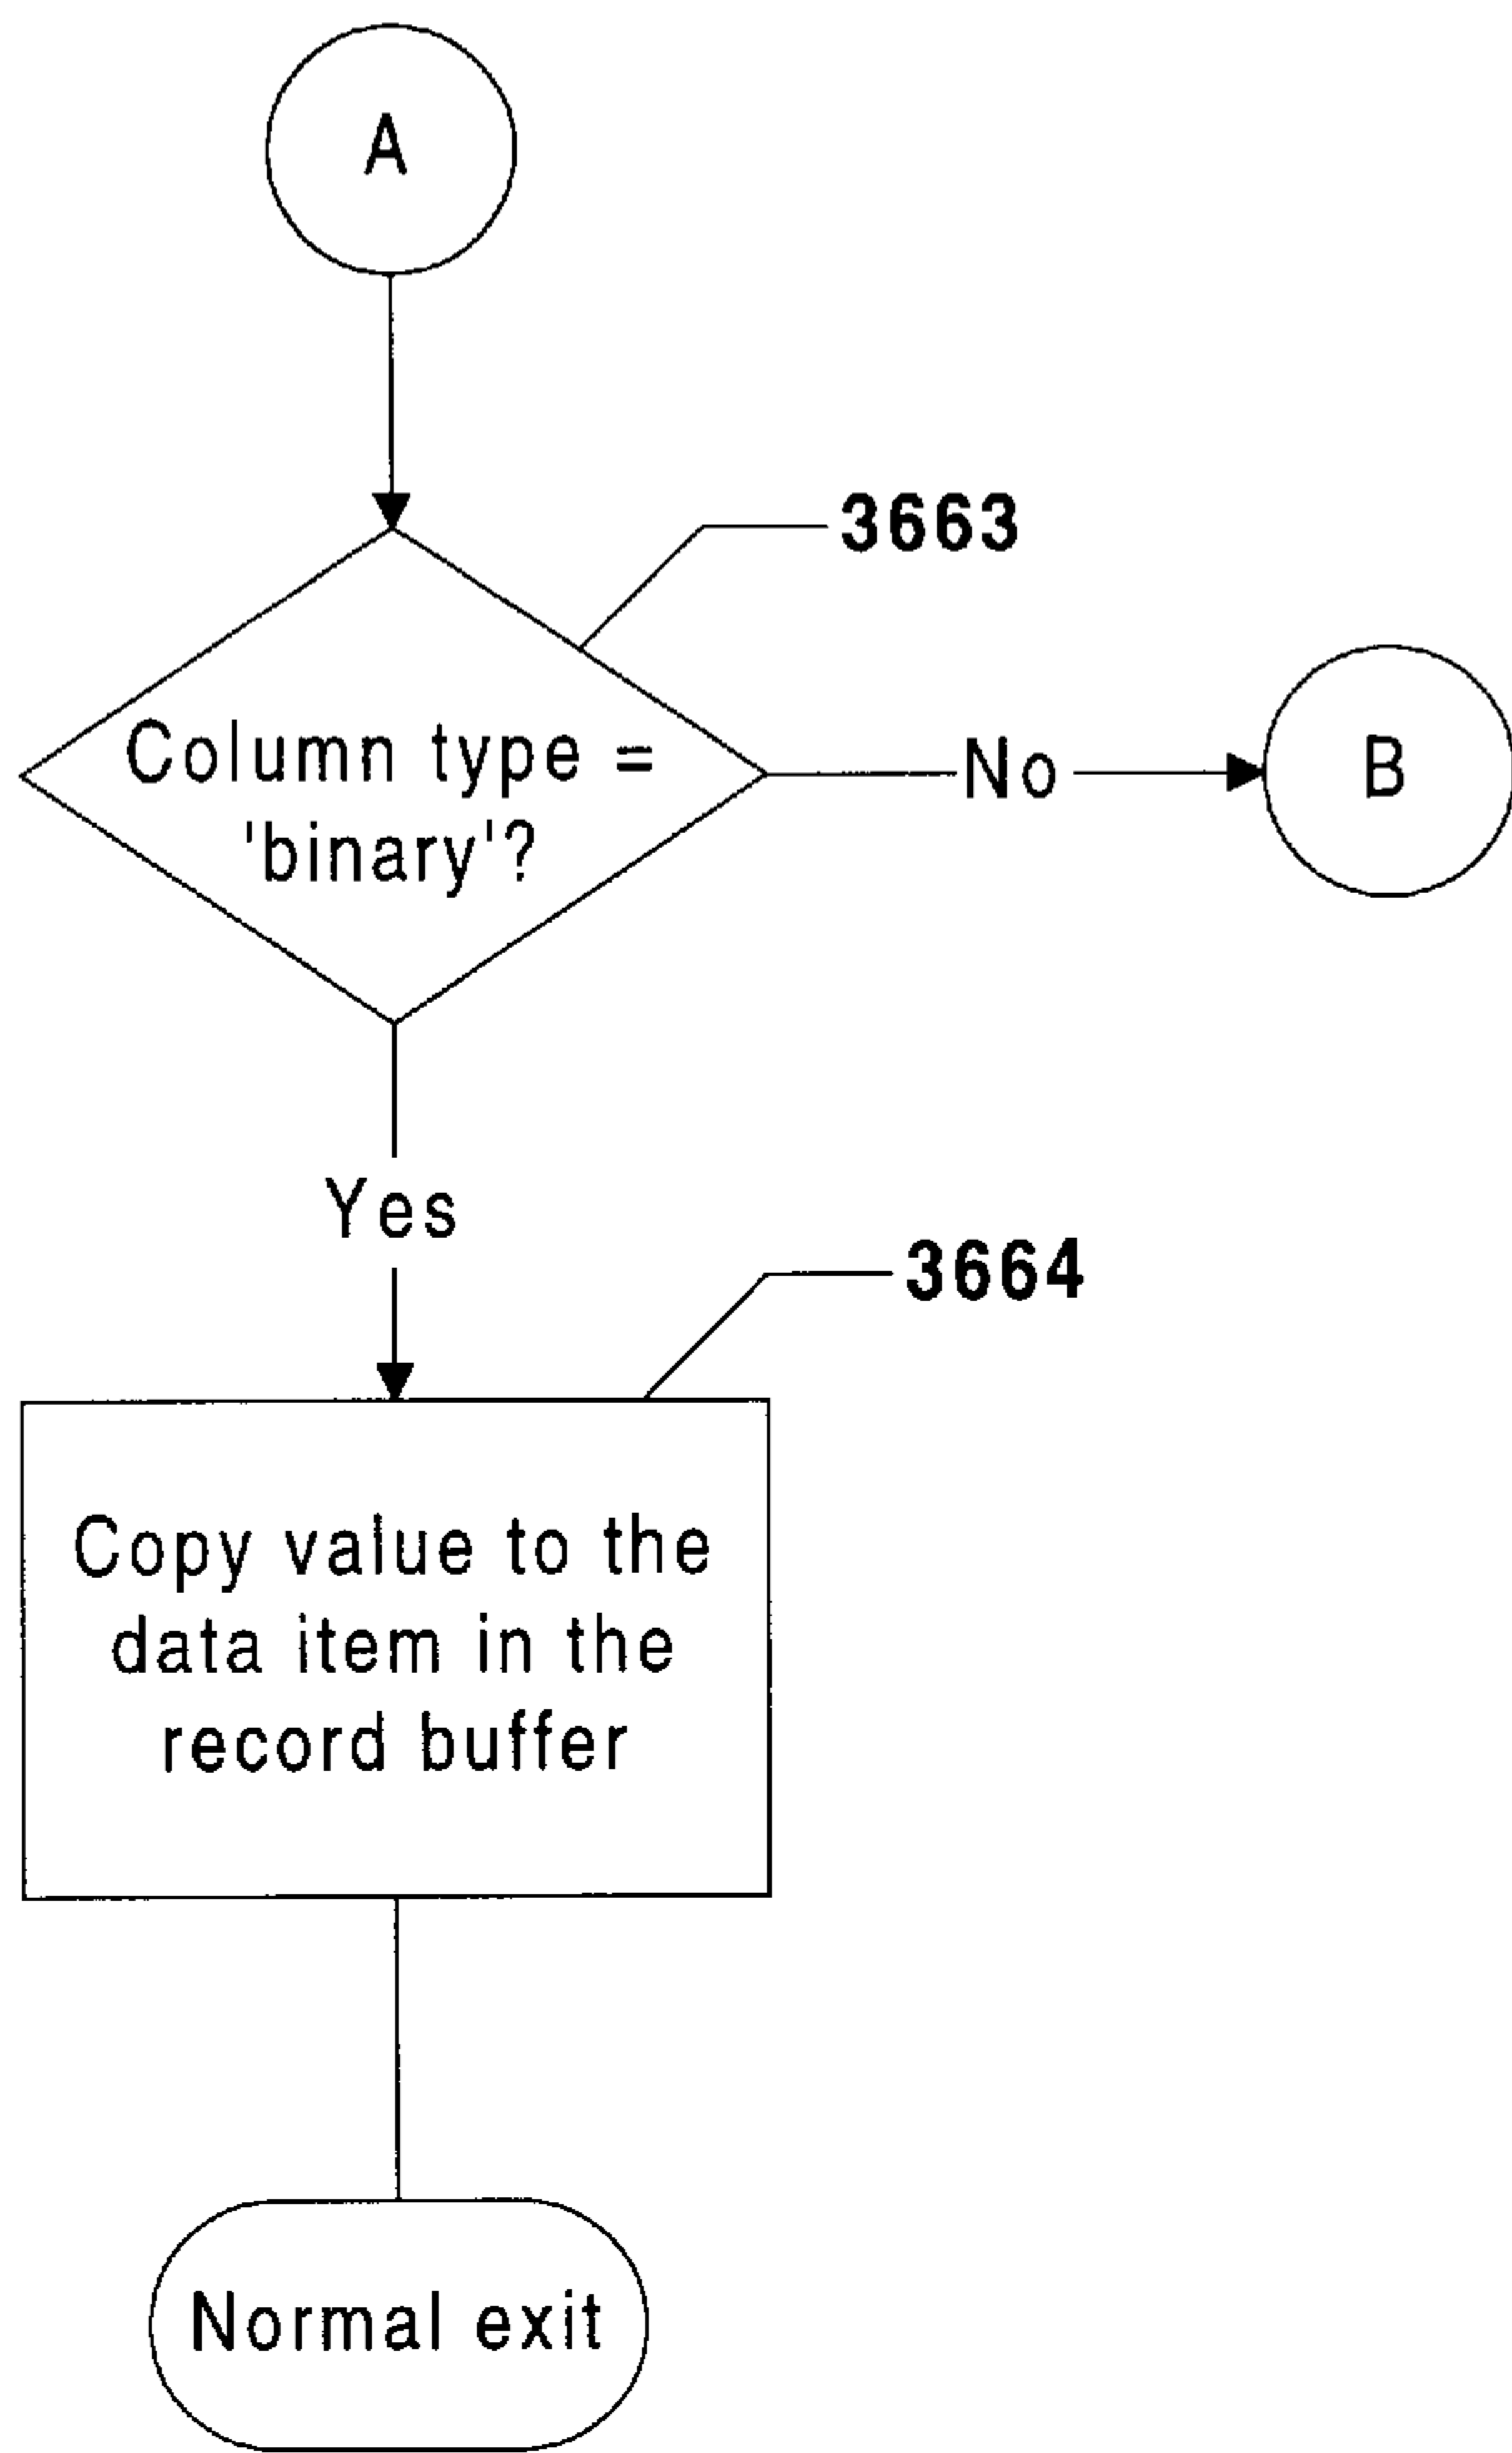 A
3663
Column type =
'binary'?
No
B
Yes
3664
Copy value to the
data item in the
record buffer
Normal exit